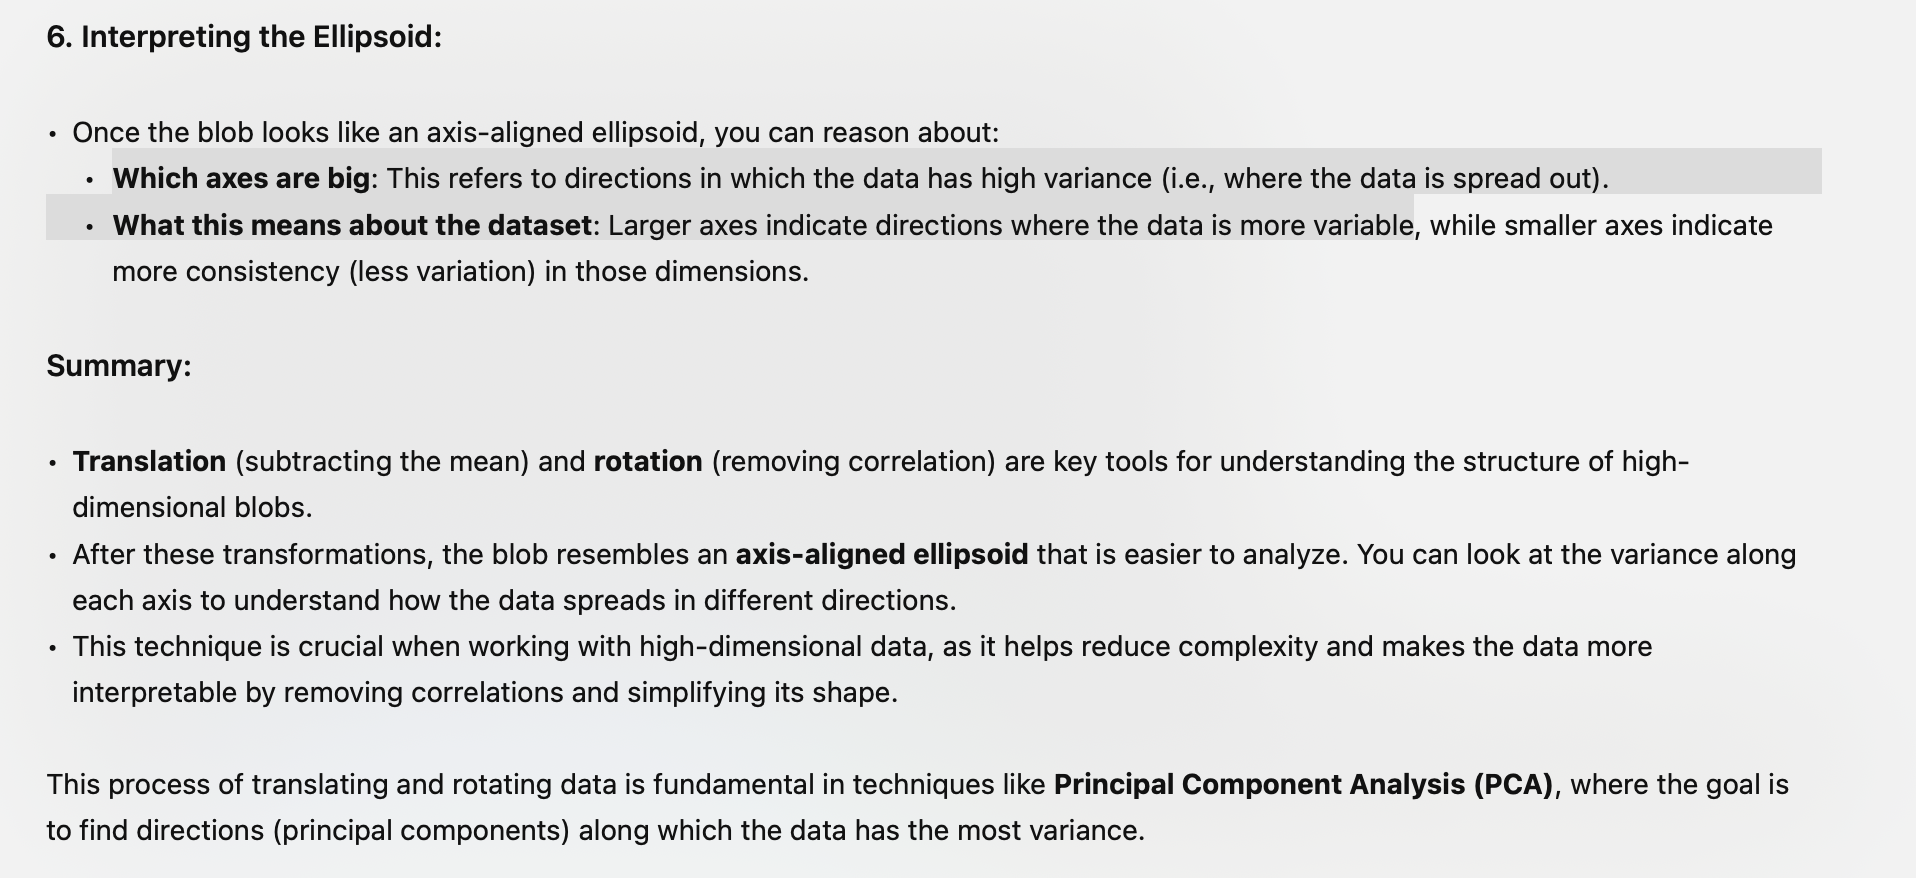 6. Interpreting the Ellipsoid:
• Once the blob looks like an axis-aligned ellipsoid, you can reason about:
• Which axes are big: This refers to directions in which the data has high variance (i.e., where the data is spread out).
• What this means about the dataset: Larger axes indicate directions where the data is more variable, while smaller axes indicate
more consistency (less variation) in those dimensions.
Summary:
• Translation (subtracting the mean) and rotation (removing correlation) are key tools for understanding the structure of high-
dimensional blobs.
• After these transformations, the blob resembles an axis-aligned ellipsoid that is easier to analyze. You can look at the variance along
each axis to understand how the data spreads in different directions.
• This technique is crucial when working with high-dimensional data, as it helps reduce complexity and makes the data more
interpretable by removing correlations and simplifying its shape.
This process of translating and rotating data is fundamental in techniques like Principal Component Analysis (PCA), where the goal is
to find directions (principal components) along which the data has the most variance.